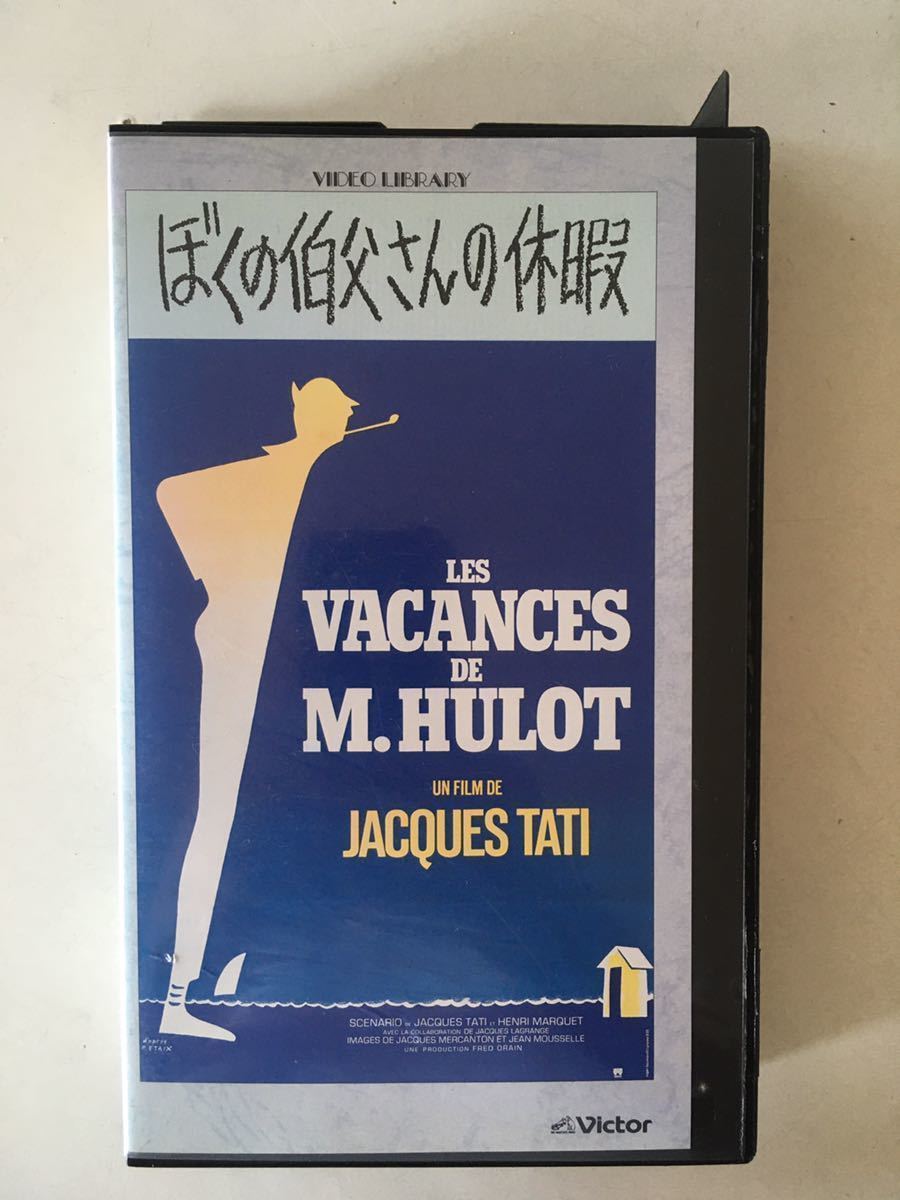 VIDEO LIBRARY
ぼくの伯父さんの休暇
LES
VACANCES
DE
M. HULOT
UN FILM DE
JACQUES TATI
SCENARIO DE JACQUES TATI ET HENRI MARQUET
AVEC LA COLLABORATION DE JACQUES LAGRANGE
IMAGES DE JACQUES MERCANTON ET JEAN MOUSSELLE
UNE PRODUCTION FRED ORAIN
d'après
P. ETAIX
Victor